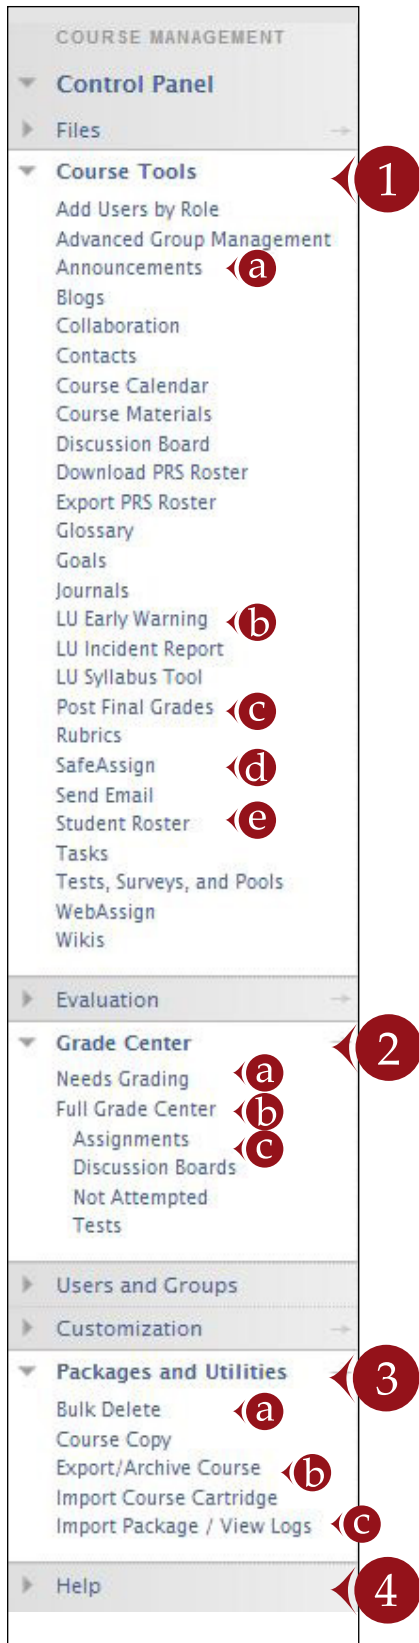 COURSE MANAGEMENT
Control Panel
Files
Course Tools 1
Add Users by Role
Advanced Group Management
Announcements a
Blogs
Collaboration
Contacts
Course Calendar
Course Materials
Discussion Board
Download PRS Roster
Export PRS Roster
Glossary
Goals
Journals
LU Early Warning b
LU Incident Report
LU Syllabus Tool
Post Final Grades c
Rubrics
SafeAssign d
Send Email
Student Roster e
Tasks
Tests, Surveys, and Pools
WebAssign
Wikis
Evaluation
Grade Center 2
Needs Grading a
Full Grade Center b
Assignments c
Discussion Boards
Not Attempted
Tests
Users and Groups
Customization
Packages and Utilities 3
Bulk Delete a
Course Copy
Export/Archive Course b
Import Course Cartridge
Import Package / View Logs c
Help 4